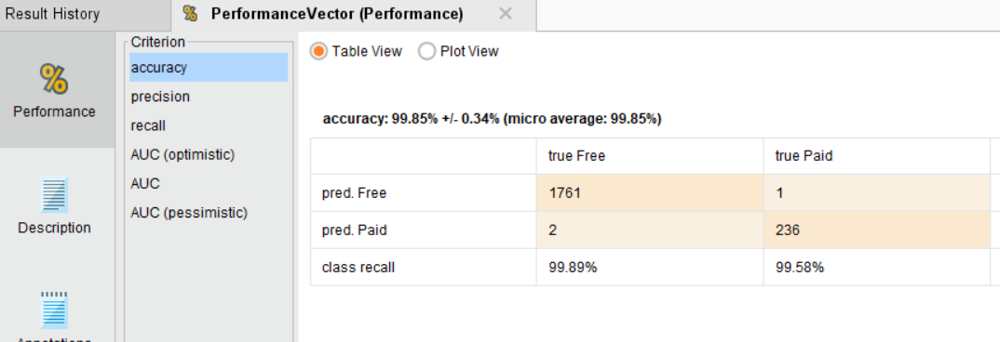 Result History
% PerformanceVector (Performance)
%
Performance
Description
Annotations
Criterion
accuracy
precision
recall
AUC (optimistic)
AUC
AUC (pessimistic)
Table View Plot View
accuracy: 99.85% +/- 0.34% (micro average: 99.85%)
true Free true Paid
pred. Free 1761 1
pred. Paid 2 236
class recall 99.89% 99.58%